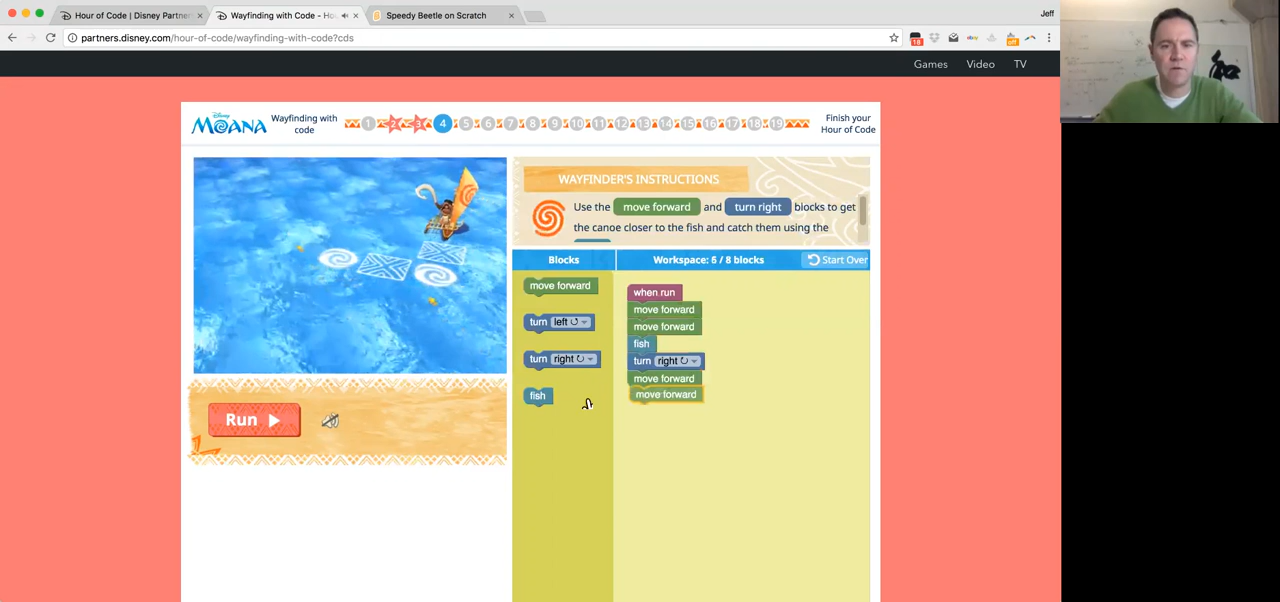 Hour of Code | Disney Partner
Wayfinding with Code - Ho
Speedy Beetle on Scratch
Jeff
partners.disney.com/hour-of-code/wayfinding-with-code?cds
18
ebay
off
Games
Video
TV
Disney
MOANA
Wayfinding with
code
1 2 3 4 5 6 7 8 9 10 11 12 13 14 15 16 17 18 19
Finish your
Hour of Code
WAYFINDER'S INSTRUCTIONS
Use the move forward and turn right blocks to get
the canoe closer to the fish and catch them using the
Blocks
Workspace: 6 / 8 blocks
Start Over
move forward
turn left
turn right
fish
when run
move forward
move forward
fish
turn right
move forward
move forward
Run